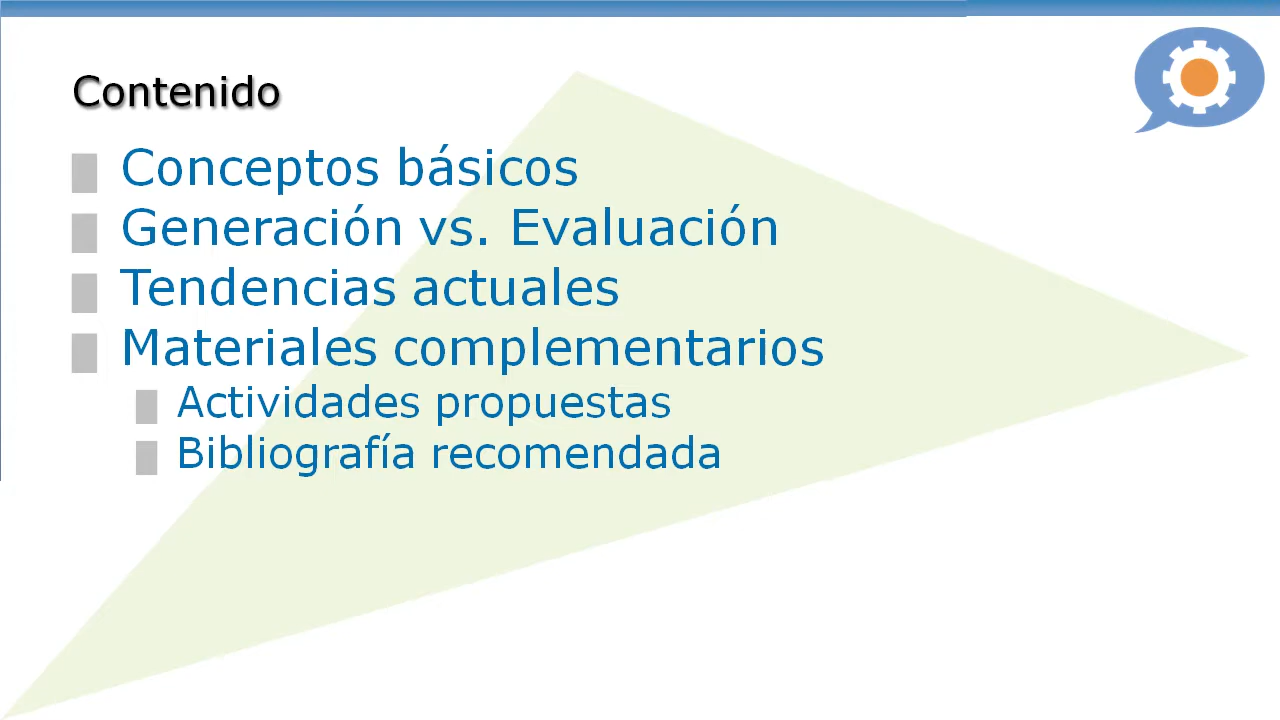 Contenido
Conceptos básicos
Generación vs. Evaluación
Tendencias actuales
Materiales complementarios
Actividades propuestas
Bibliografía recomendada